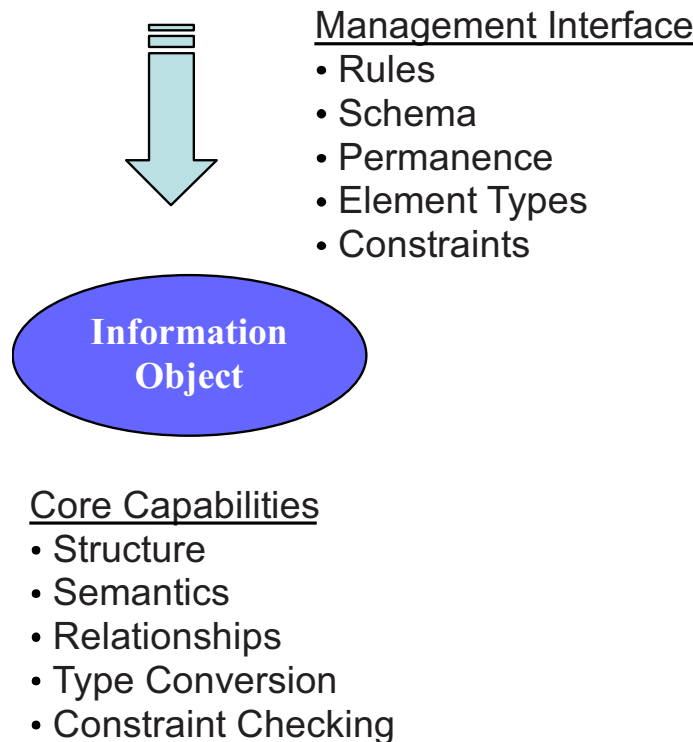 Management Interface
• Rules
• Schema
• Permanence
• Element Types
• Constraints
Information
Object
Core Capabilities
• Structure
• Semantics
• Relationships
• Type Conversion
• Constraint Checking